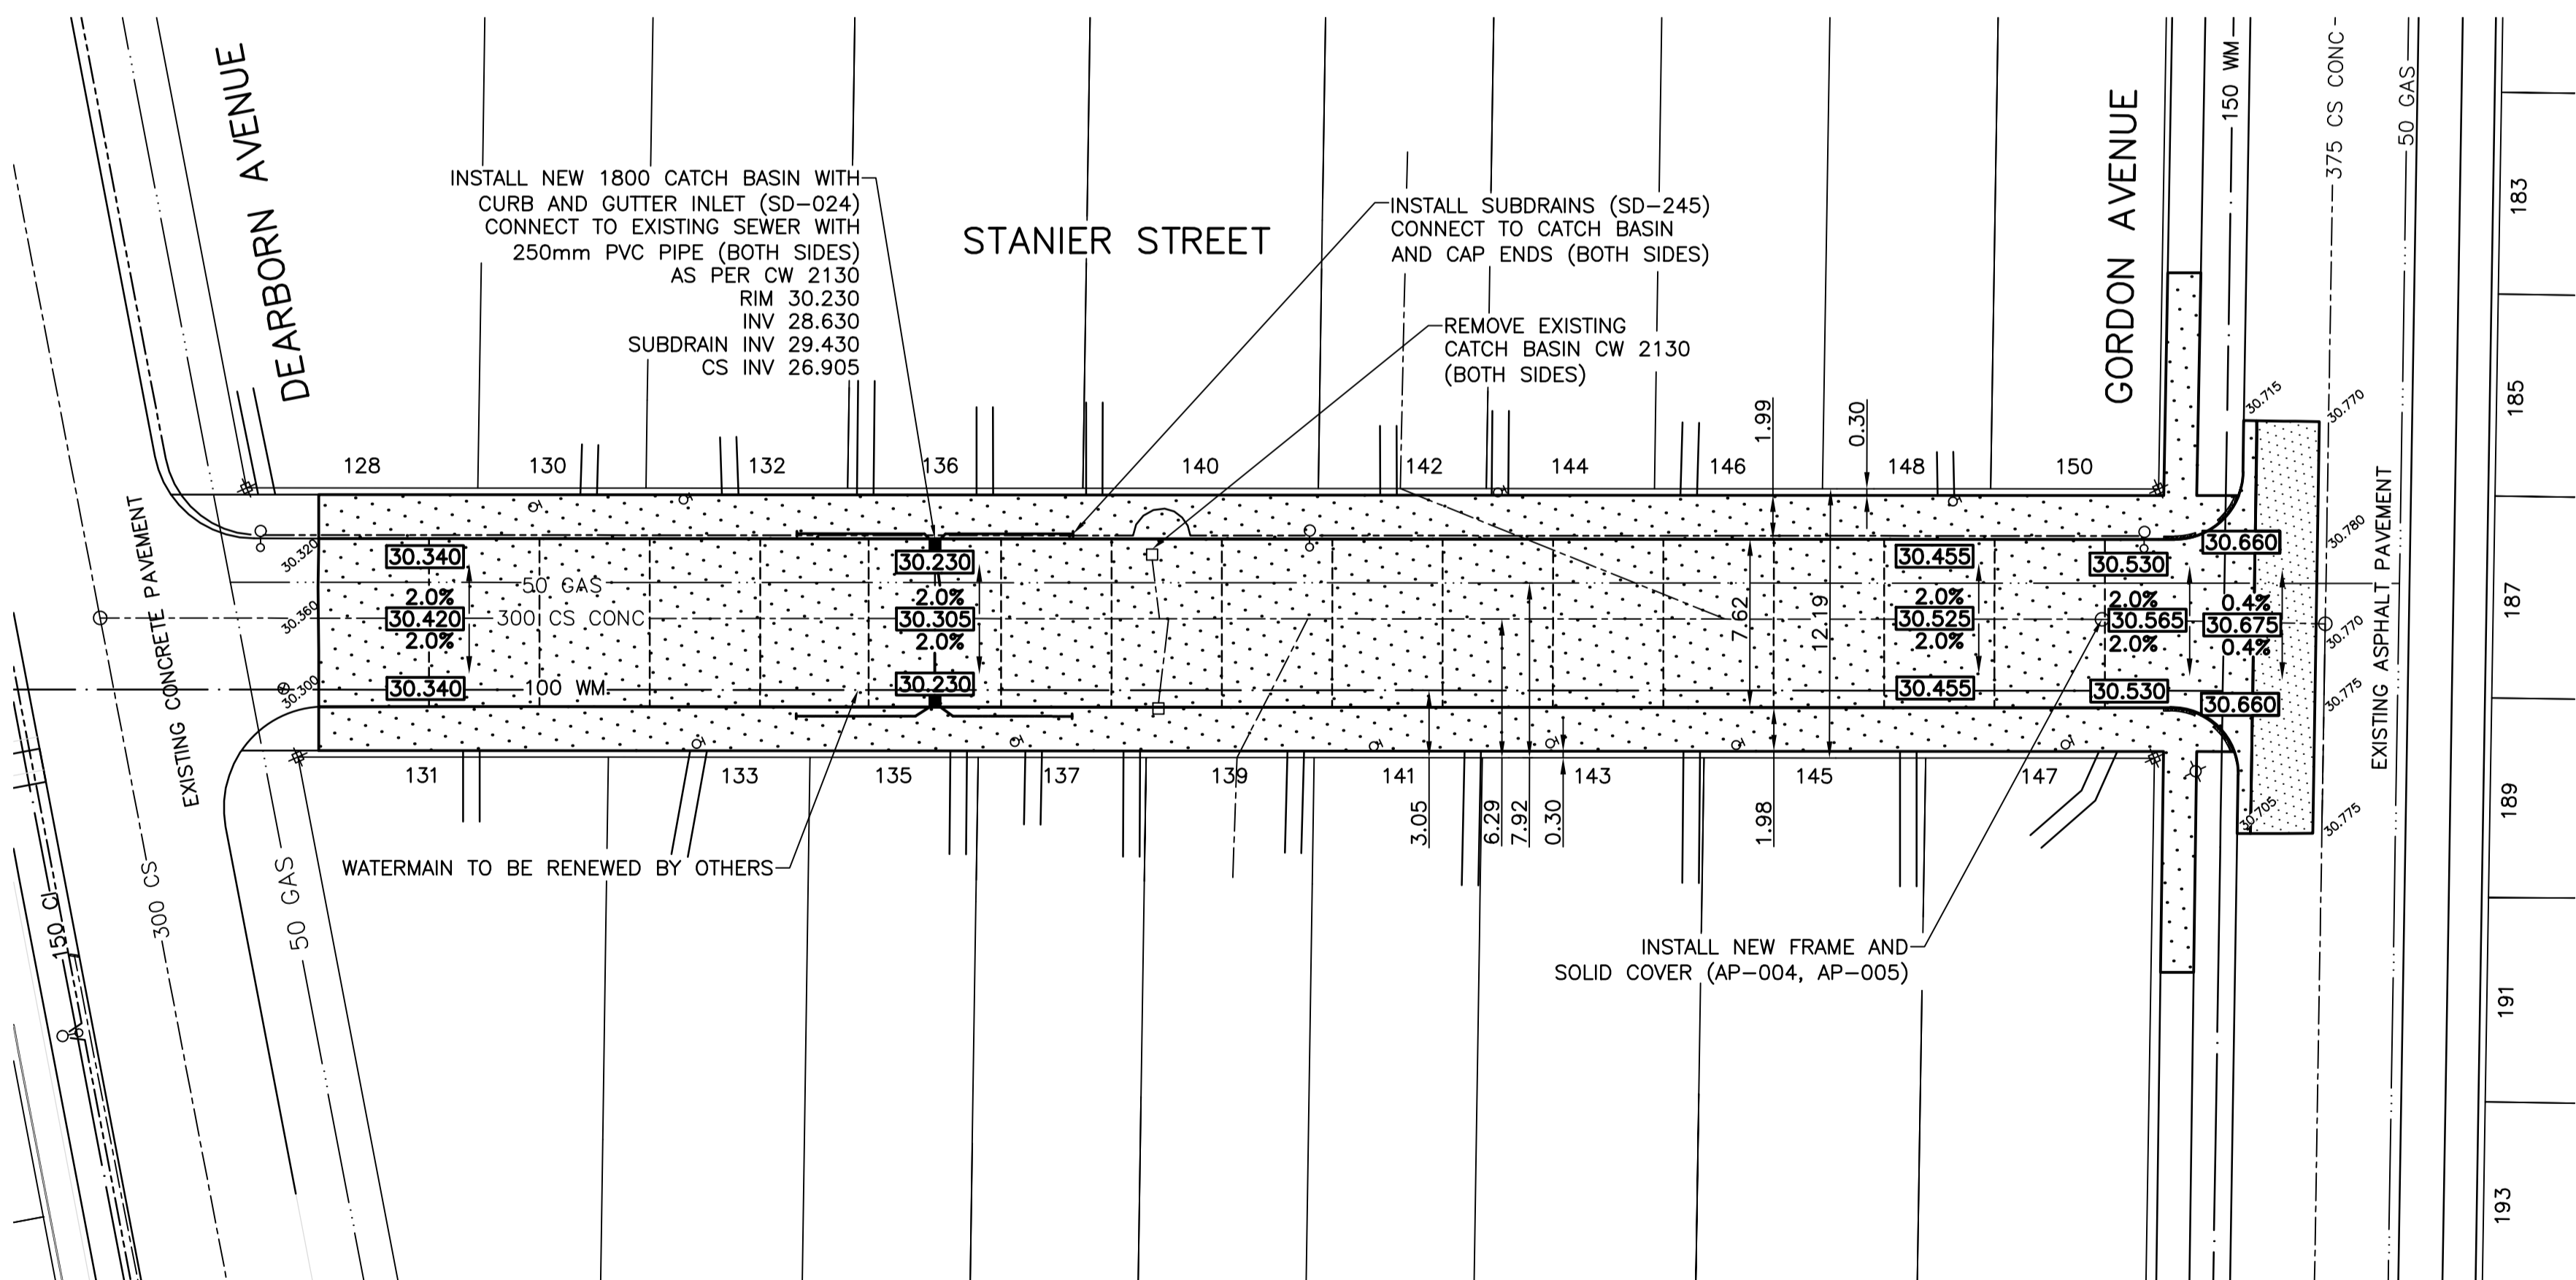 DEARBORN AVENUE
STANIER STREET
GORDON AVENUE
INSTALL NEW 1800 CATCH BASIN WITH
CURB AND GUTTER INLET (SD-024)
CONNECT TO EXISTING SEWER WITH
250mm PVC PIPE (BOTH SIDES)
AS PER CW 2130
RIM 30.230
INV 28.630
SUBDRAIN INV 29.430
CS INV 26.905
INSTALL SUBDRAINS (SD-245)
CONNECT TO CATCH BASIN
AND CAP ENDS (BOTH SIDES)
REMOVE EXISTING
CATCH BASIN CW 2130
(BOTH SIDES)
150 WM
375 CS CONC
50 GAS
183
185
187
189
191
193
1.99
0.30
30.715
30.770
128
130
132
136
140
142
144
146
148
150
EXISTING CONCRETE PAVEMENT
EXISTING ASPHALT PAVEMENT
30.320
30.360
30.300
30.340
2.0%
30.420
2.0%
30.340
50 GAS
300 CS CONC
100 WM
30.230
2.0%
30.305
2.0%
30.230
7.62
12.19
30.455
2.0%
30.525
2.0%
30.455
30.530
2.0%
30.565
2.0%
30.530
30.660
0.4%
30.675
0.4%
30.660
30.780
30.770
30.775
30.705
30.775
131
133
135
137
139
141
143
145
147
3.05
6.29
7.92
0.30
1.98
WATERMAIN TO BE RENEWED BY OTHERS
INSTALL NEW FRAME AND
SOLID COVER (AP-004, AP-005)
150 CI
300 CS
50 GAS